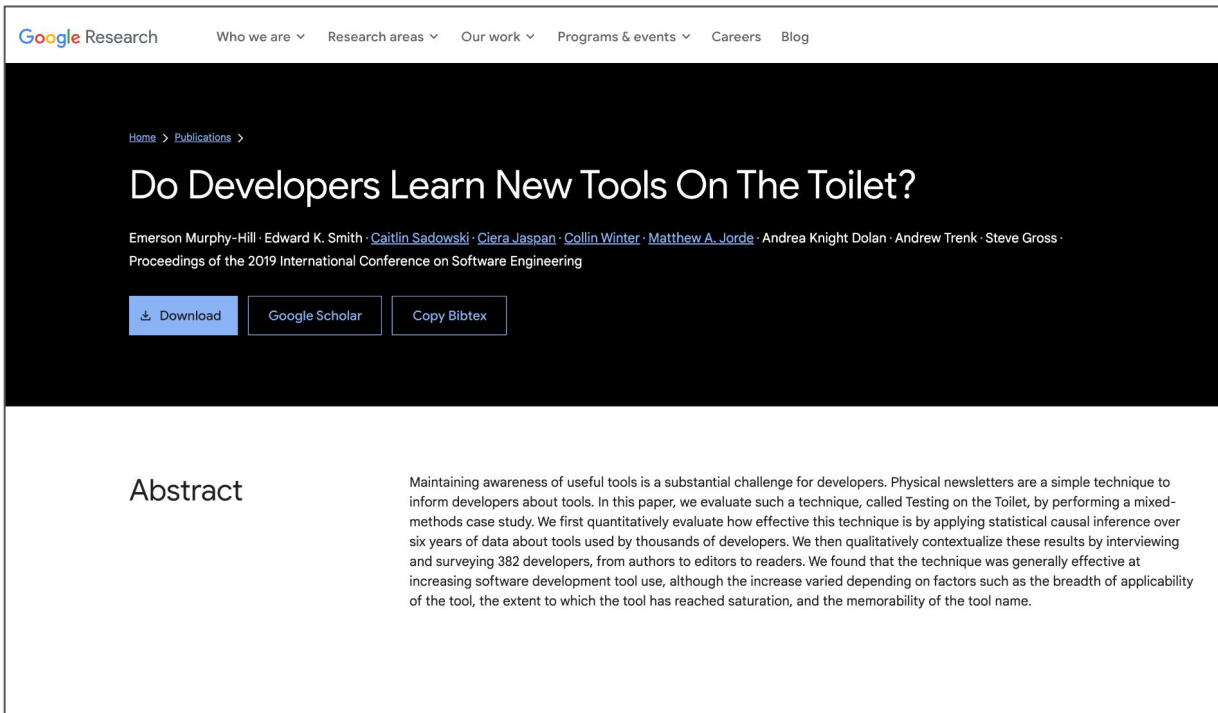 Google Research Who we are Research areas Our work Programs & events Careers Blog
Home > Publications >
Do Developers Learn New Tools On The Toilet?
Emerson Murphy-Hill · Edward K. Smith · Caitlin Sadowski · Ciera Jaspan · Collin Winter · Matthew A. Jorde · Andrea Knight Dolan · Andrew Trenk · Steve Gross ·
Proceedings of the 2019 International Conference on Software Engineering
Download Google Scholar Copy Bibtex
Abstract
Maintaining awareness of useful tools is a substantial challenge for developers. Physical newsletters are a simple technique to
inform developers about tools. In this paper, we evaluate such a technique, called Testing on the Toilet, by performing a mixed-
methods case study. We first quantitatively evaluate how effective this technique is by applying statistical causal inference over
six years of data about tools used by thousands of developers. We then qualitatively contextualize these results by interviewing
and surveying 382 developers, from authors to editors to readers. We found that the technique was generally effective at
increasing software development tool use, although the increase varied depending on factors such as the breadth of applicability
of the tool, the extent to which the tool has reached saturation, and the memorability of the tool name.